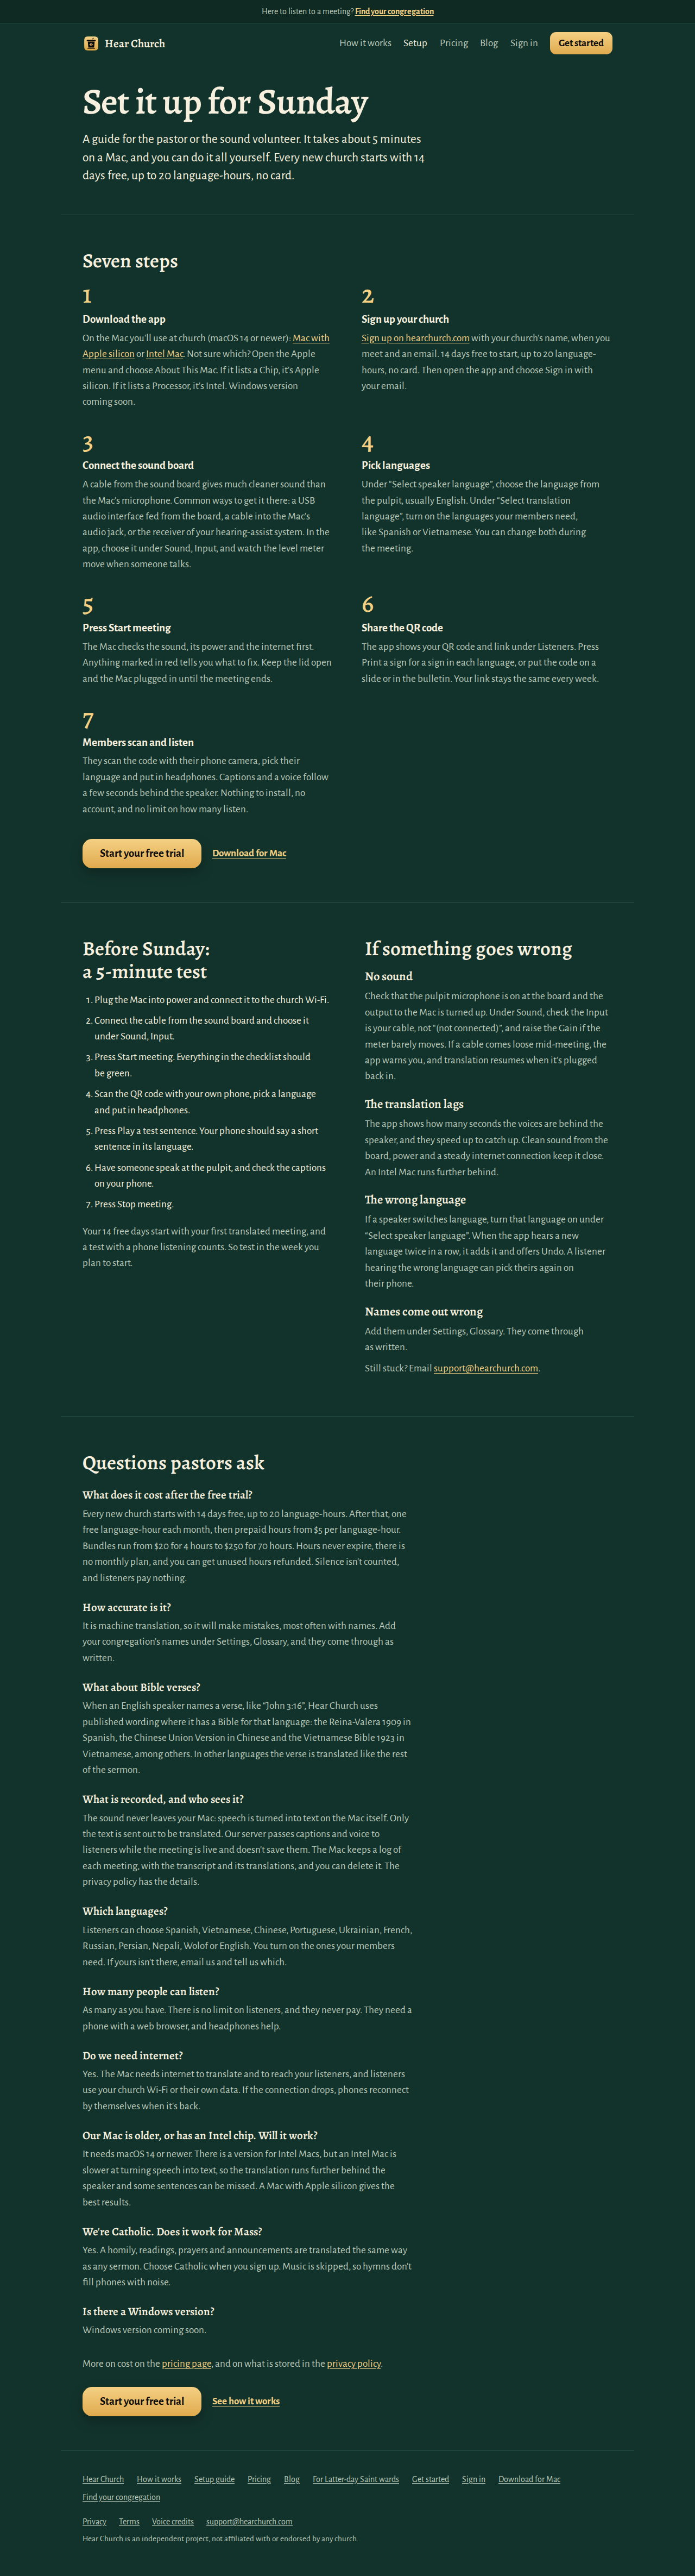 Here to listen to a meeting? Find your congregation
Hear Church
How it works
Setup
Pricing
Blog
Sign in
Get started
Set it up for Sunday
A guide for the pastor or the sound volunteer. It takes about 5 minutes
on a Mac, and you can do it all yourself. Every new church starts with 14
days free, up to 20 language-hours, no card.
Seven steps
1
Download the app
On the Mac you'll use at church (macOS 14 or newer): Mac with
Apple silicon or Intel Mac. Not sure which? Open the Apple
menu and choose About This Mac. If it lists a Chip, it's Apple
silicon. If it lists a Processor, it's Intel. Windows version
coming soon.
2
Sign up your church
Sign up on hearchurch.com with your church's name, when you
meet and an email. 14 days free to start, up to 20 language-
hours, no card. Then open the app and choose Sign in with
your email.
3
Connect the sound board
A cable from the sound board gives much cleaner sound than
the Mac's microphone. Common ways to get it there: a USB
audio interface fed from the board, a cable into the Mac's
audio jack, or the receiver of your hearing-assist system. In the
app, choose it under Sound, Input, and watch the level meter
move when someone talks.
4
Pick languages
Under “Select speaker language”, choose the language from
the pulpit, usually English. Under “Select translation
language”, turn on the languages your members need,
like Spanish or Vietnamese. You can change both during
the meeting.
5
Press Start meeting
The Mac checks the sound, its power and the internet first.
Anything marked in red tells you what to fix. Keep the lid open
and the Mac plugged in until the meeting ends.
6
Share the QR code
The app shows your QR code and link under Listeners. Press
Print a sign for a sign in each language, or put the code on a
slide or in the bulletin. Your link stays the same every week.
7
Members scan and listen
They scan the code with their phone camera, pick their
language and put in headphones. Captions and a voice follow
a few seconds behind the speaker. Nothing to install, no
account, and no limit on how many listen.
Start your free trial
Download for Mac
Before Sunday:
a 5-minute test
1. Plug the Mac into power and connect it to the church Wi-Fi.
2. Connect the cable from the sound board and choose it
under Sound, Input.
3. Press Start meeting. Everything in the checklist should
be green.
4. Scan the QR code with your own phone, pick a language
and put in headphones.
5. Press Play a test sentence. Your phone should say a short
sentence in its language.
6. Have someone speak at the pulpit, and check the captions
on your phone.
7. Press Stop meeting.
Your 14 free days start with your first translated meeting, and
a test with a phone listening counts. So test in the week you
plan to start.
If something goes wrong
No sound
Check that the pulpit microphone is on at the board and the
output to the Mac is turned up. Under Sound, check the Input
is your cable, not “(not connected)”, and raise the Gain if the
meter barely moves. If a cable comes loose mid-meeting, the
app warns you, and translation resumes when it's plugged
back in.
The translation lags
The app shows how many seconds the voices are behind the
speaker, and they speed up to catch up. Clean sound from the
board, power and a steady internet connection keep it close.
An Intel Mac runs further behind.
The wrong language
If a speaker switches language, turn that language on under
“Select speaker language”. When the app hears a new
language twice in a row, it adds it and offers Undo. A listener
hearing the wrong language can pick theirs again on
their phone.
Names come out wrong
Add them under Settings, Glossary. They come through
as written.
Still stuck? Email support@hearchurch.com.
Questions pastors ask
What does it cost after the free trial?
Every new church starts with 14 days free, up to 20 language-hours. After that, one
free language-hour each month, then prepaid hours from $5 per language-hour.
Bundles run from $20 for 4 hours to $250 for 70 hours. Hours never expire, there is
no monthly plan, and you can get unused hours refunded. Silence isn't counted,
and listeners pay nothing.
How accurate is it?
It is machine translation, so it will make mistakes, most often with names. Add
your congregation's names under Settings, Glossary, and they come through as
written.
What about Bible verses?
When an English speaker names a verse, like “John 3:16”, Hear Church uses
published wording where it has a Bible for that language: the Reina-Valera 1909 in
Spanish, the Chinese Union Version in Chinese and the Vietnamese Bible 1923 in
Vietnamese, among others. In other languages the verse is translated like the rest
of the sermon.
What is recorded, and who sees it?
The sound never leaves your Mac: speech is turned into text on the Mac itself. Only
the text is sent out to be translated. Our server passes captions and voice to
listeners while the meeting is live and doesn't save them. The Mac keeps a log of
each meeting, with the transcript and its translations, and you can delete it. The
privacy policy has the details.
Which languages?
Listeners can choose Spanish, Vietnamese, Chinese, Portuguese, Ukrainian, French,
Russian, Persian, Nepali, Wolof or English. You turn on the ones your members
need. If yours isn't there, email us and tell us which.
How many people can listen?
As many as you have. There is no limit on listeners, and they never pay. They need a
phone with a web browser, and headphones help.
Do we need internet?
Yes. The Mac needs internet to translate and to reach your listeners, and listeners
use your church Wi-Fi or their own data. If the connection drops, phones reconnect
by themselves when it's back.
Our Mac is older, or has an Intel chip. Will it work?
It needs macOS 14 or newer. There is a version for Intel Macs, but an Intel Mac is
slower at turning speech into text, so the translation runs further behind the
speaker and some sentences can be missed. A Mac with Apple silicon gives the
best results.
We're Catholic. Does it work for Mass?
Yes. A homily, readings, prayers and announcements are translated the same way
as any sermon. Choose Catholic when you sign up. Music is skipped, so hymns don't
fill phones with noise.
Is there a Windows version?
Windows version coming soon.
More on cost on the pricing page, and on what is stored in the privacy policy.
Start your free trial
See how it works
Hear Church
How it works
Setup guide
Pricing
Blog
For Latter-day Saint wards
Get started
Sign in
Download for Mac
Find your congregation
Privacy
Terms
Voice credits
support@hearchurch.com
Hear Church is an independent project, not affiliated with or endorsed by any church.